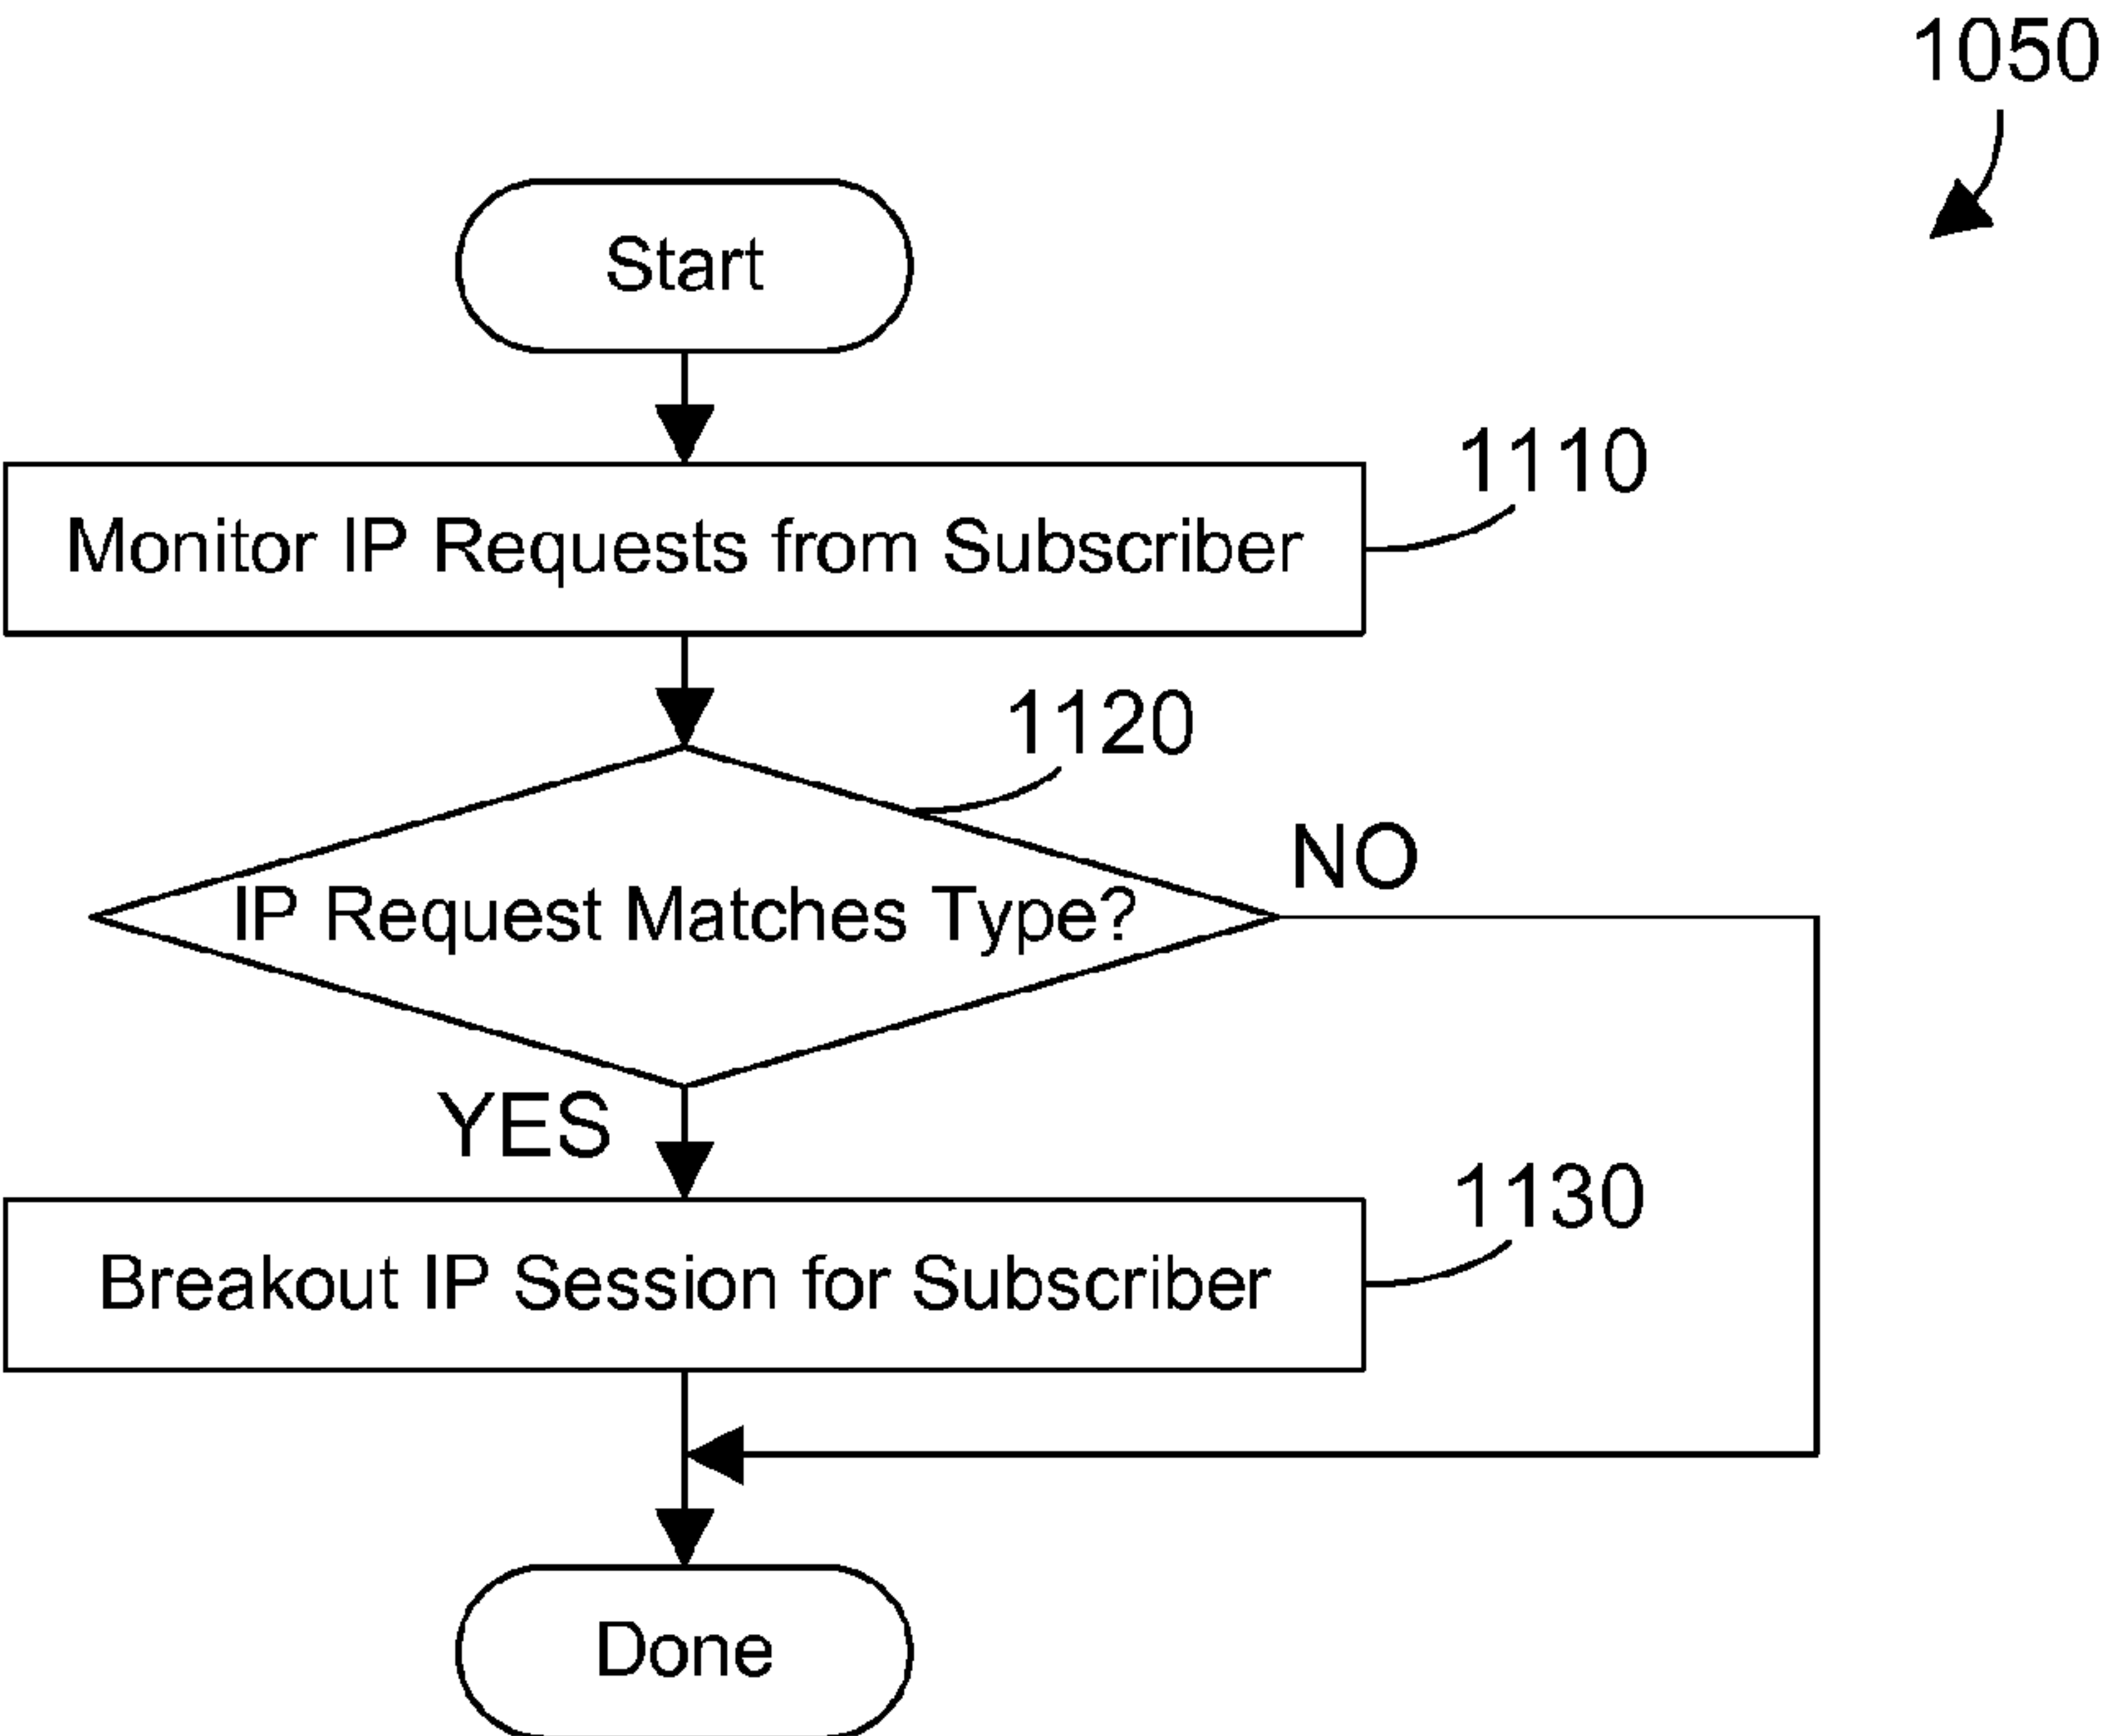 1050
Start
Monitor IP Requests from Subscriber
1110
1120
IP Request Matches Type?
NO
YES
Breakout IP Session for Subscriber
1130
Done